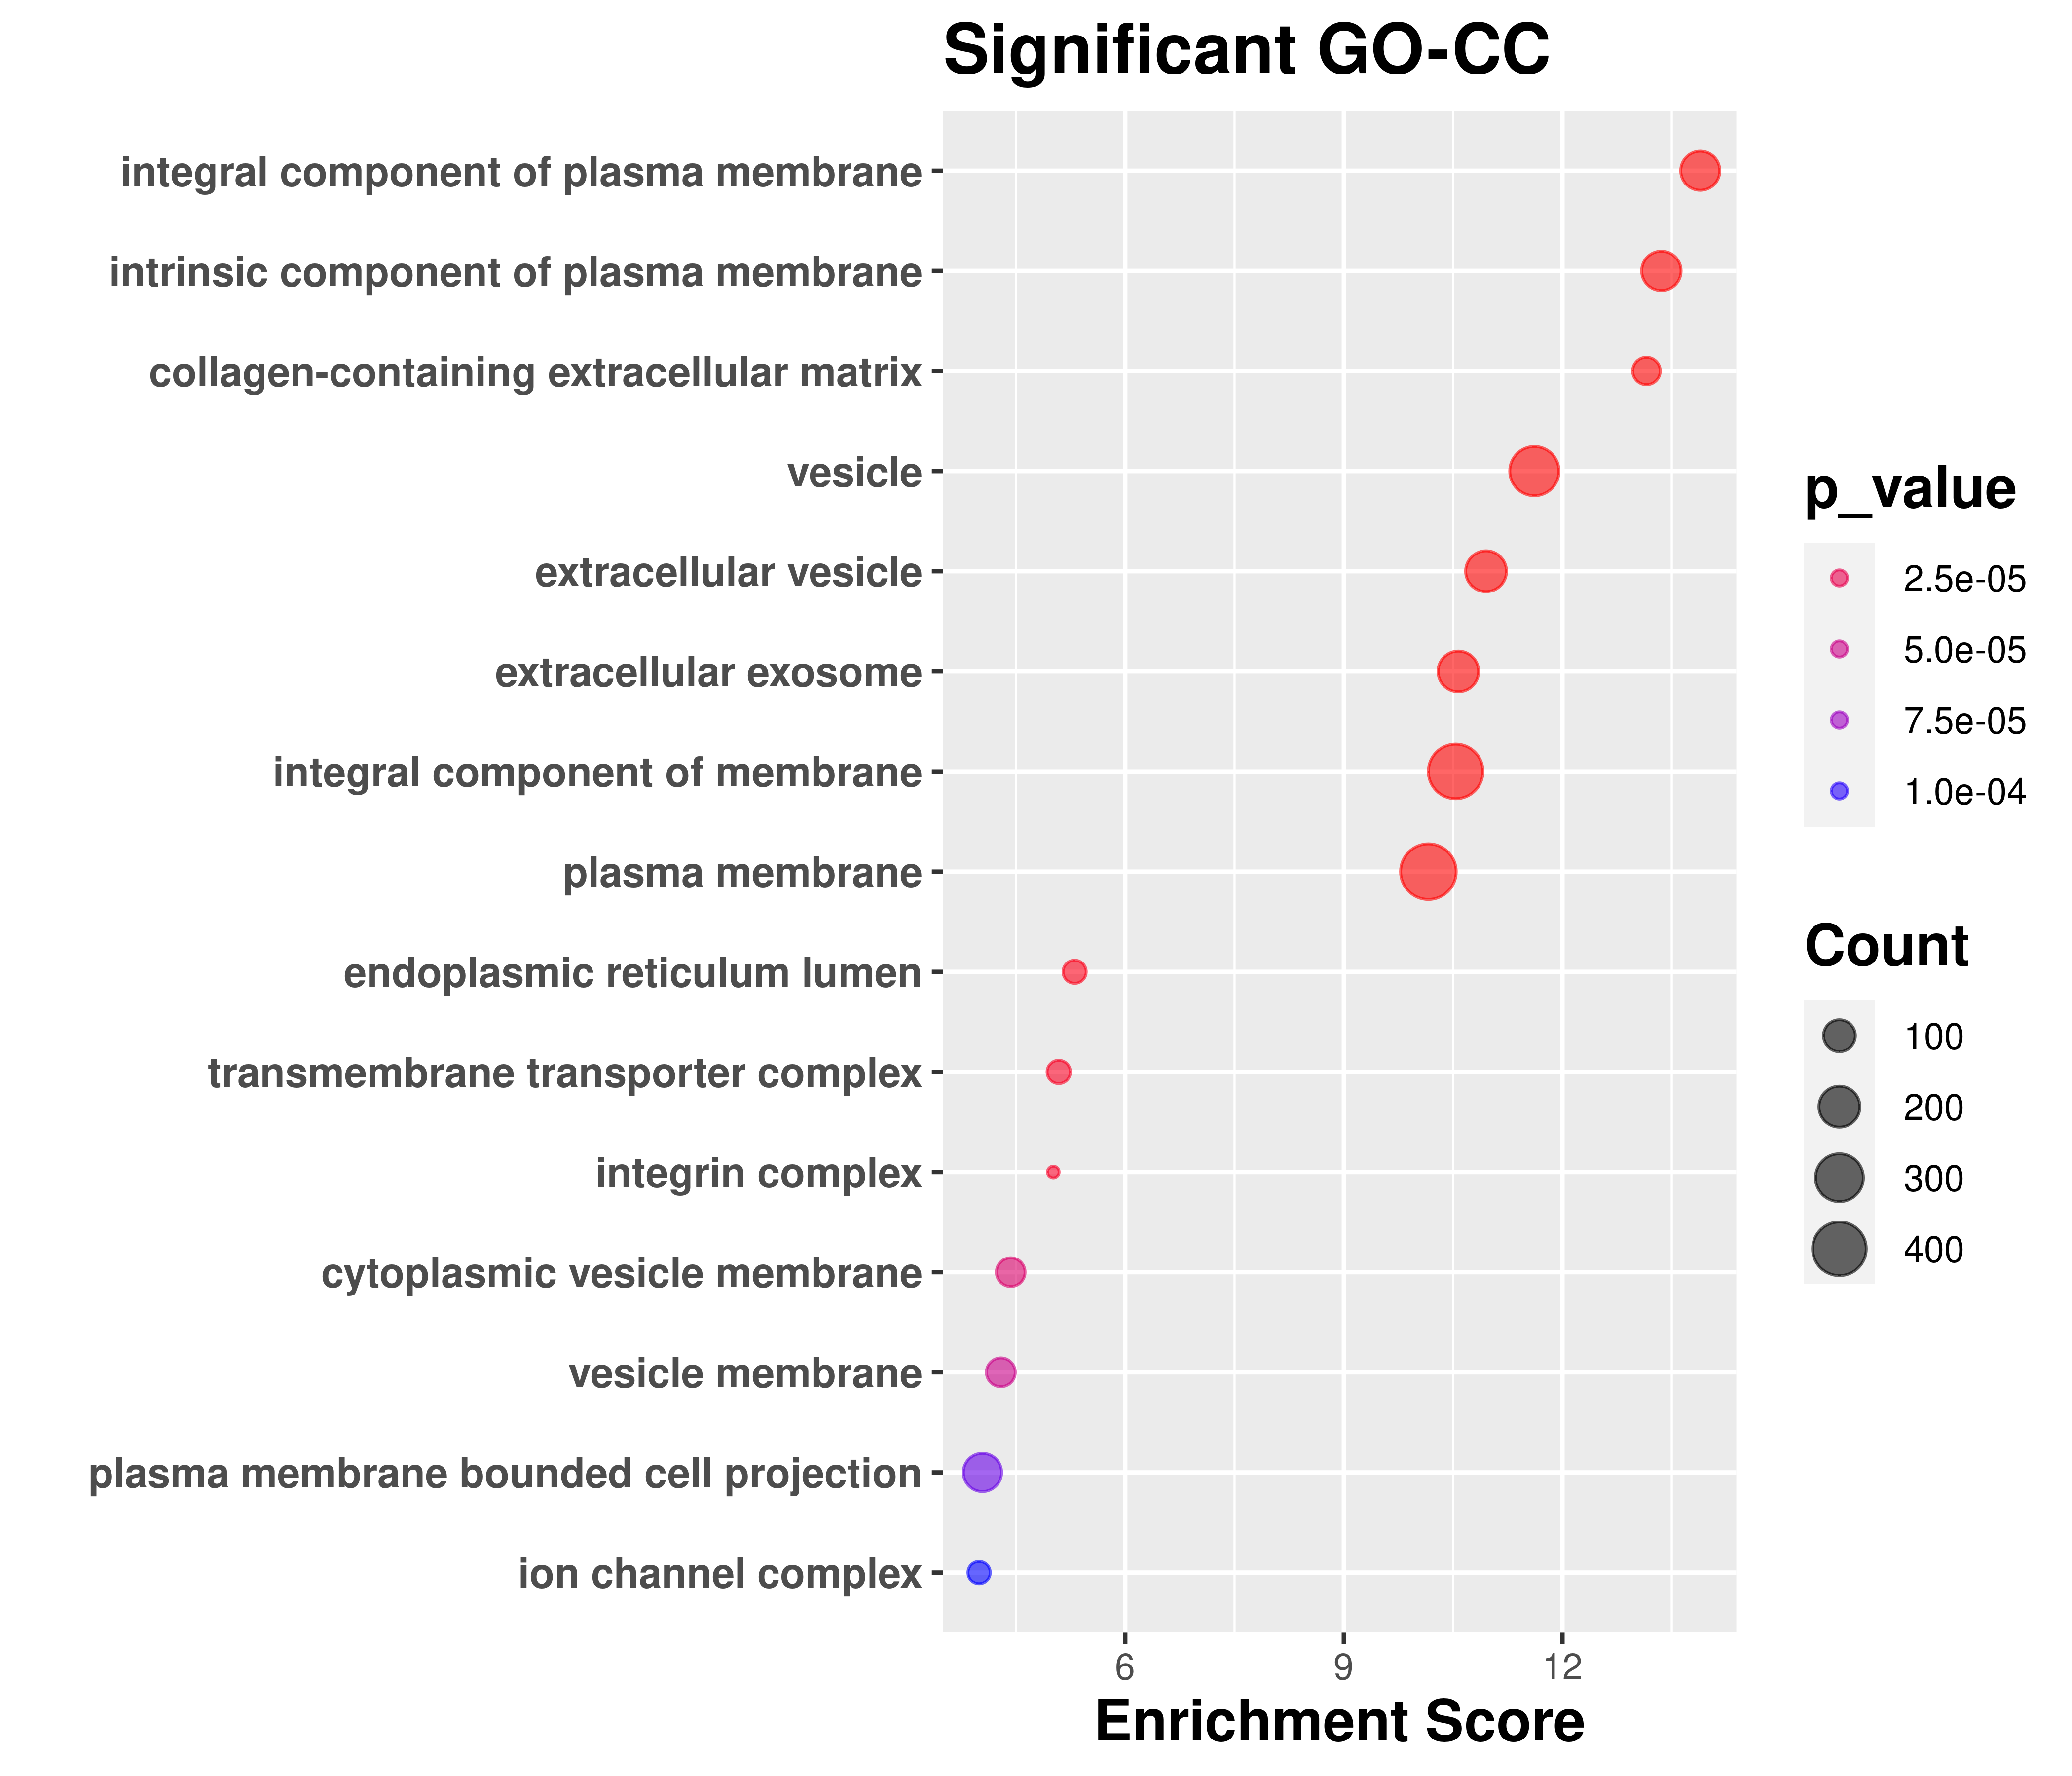 Significant GO-CC
integral component of plasma membrane
intrinsic component of plasma membrane
collagen-containing extracellular matrix
vesicle
extracellular vesicle
extracellular exosome
integral component of membrane
plasma membrane
endoplasmic reticulum lumen
transmembrane transporter complex
integrin complex
cytoplasmic vesicle membrane
vesicle membrane
plasma membrane bounded cell projection
ion channel complex
6 9 12
Enrichment Score
p_value
2.5e-05
5.0e-05
7.5e-05
1.0e-04
Count
100
200
300
400